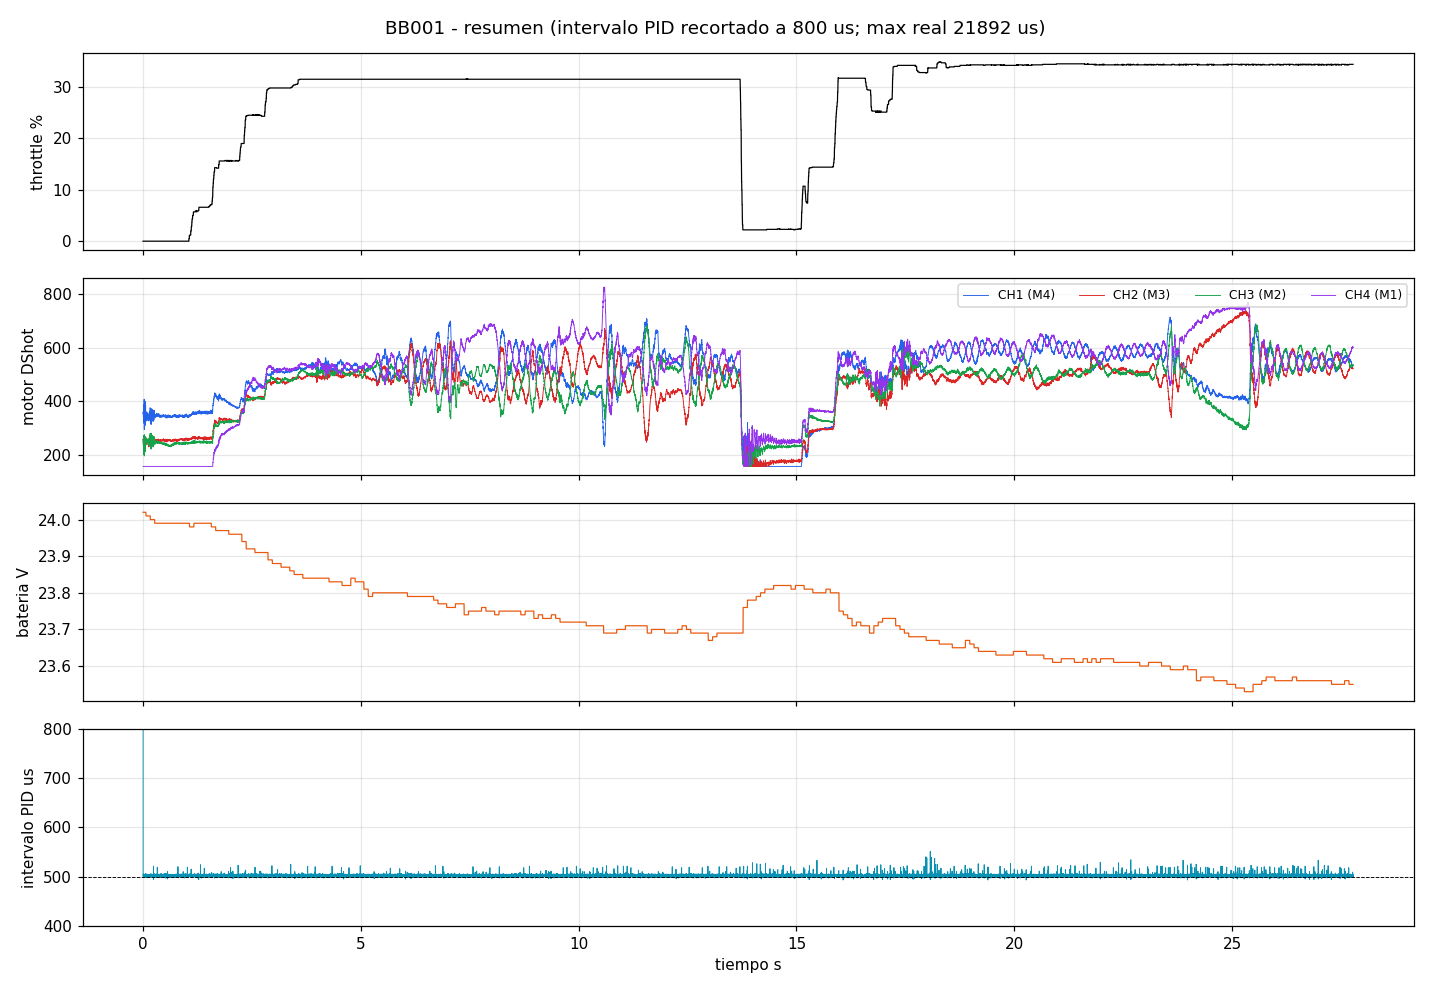 BB001 - resumen (intervalo PID recortado a 800 us; max real 21892 us)
throttle %
30
20
10
0
motor DShot
800
600
400
200
CH1 (M4) CH2 (M3) CH3 (M2) CH4 (M1)
bateria V
24.0
23.9
23.8
23.7
23.6
intervalo PID us
800
700
600
500
400
0 5 10 15 20 25
tiempo s